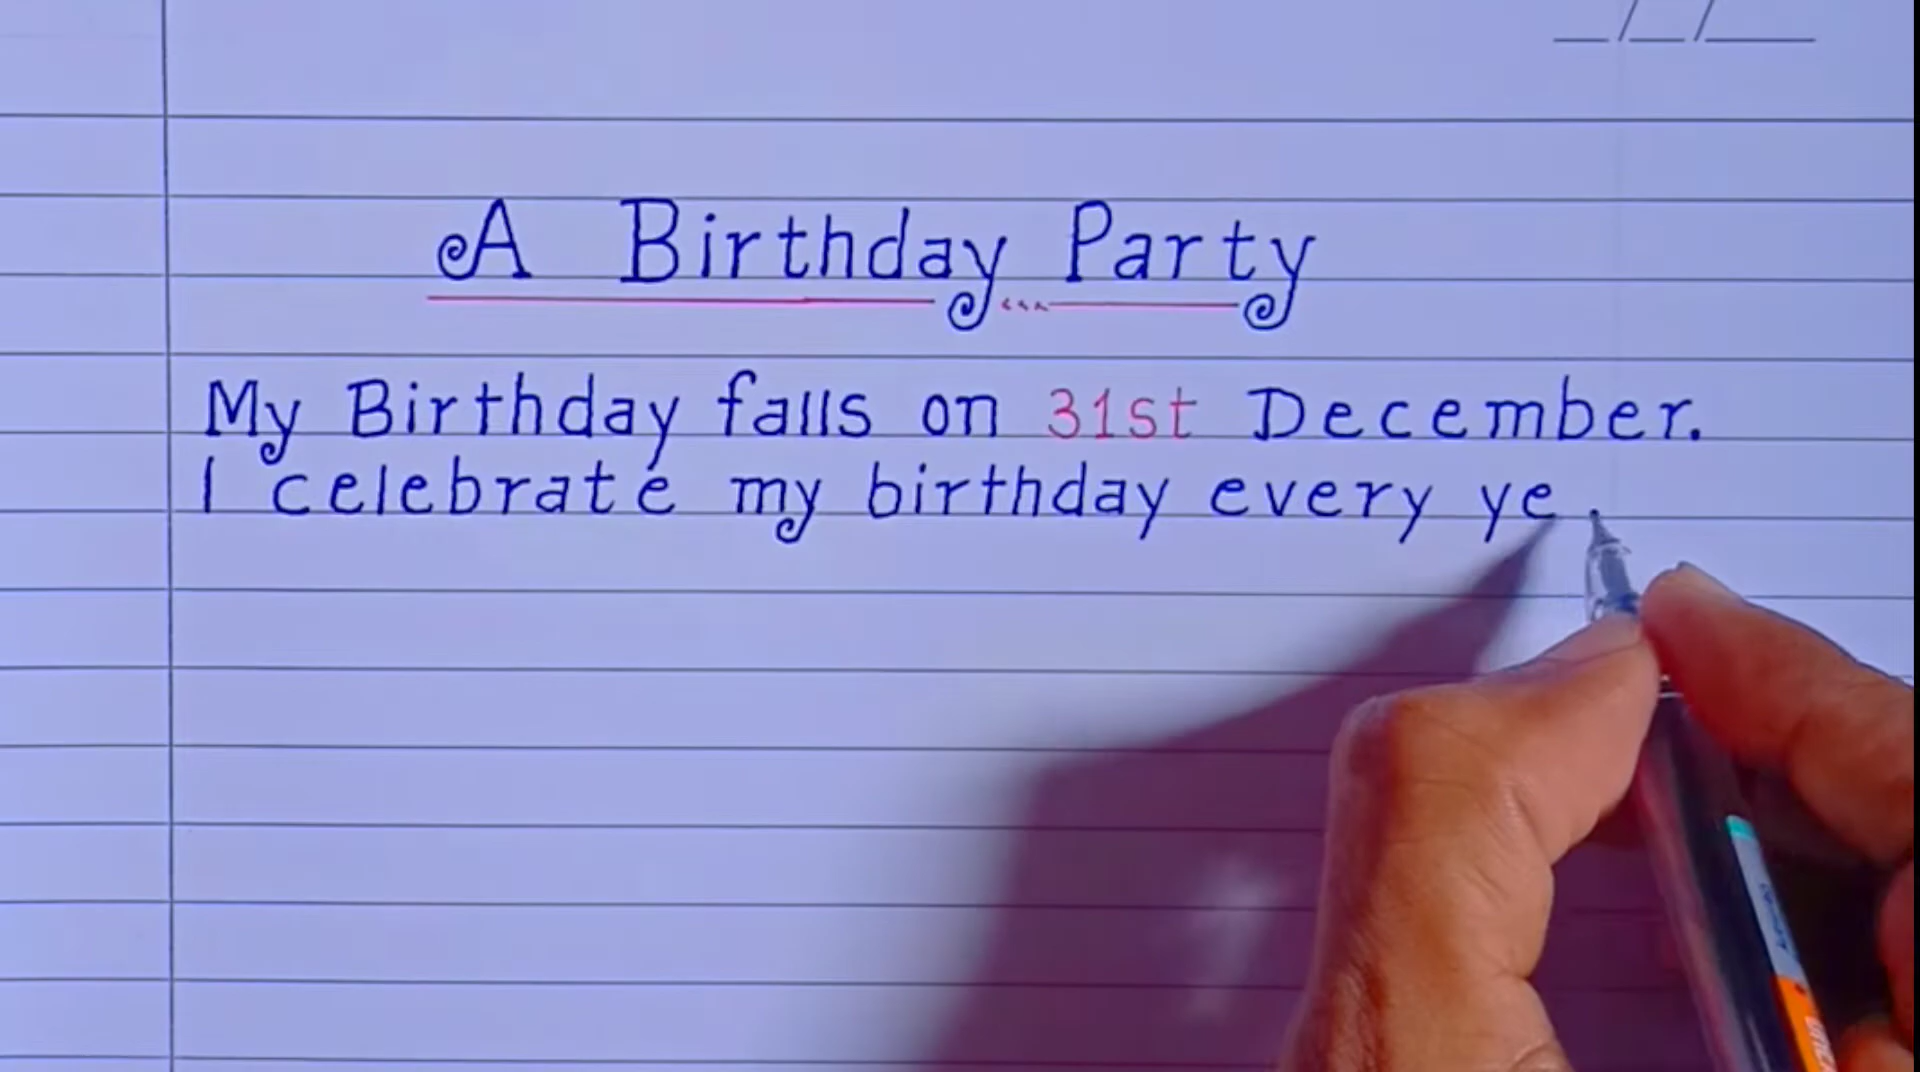 A Birthday Party
My Birthday falls on 31st December.
I celebrate my birthday every ye